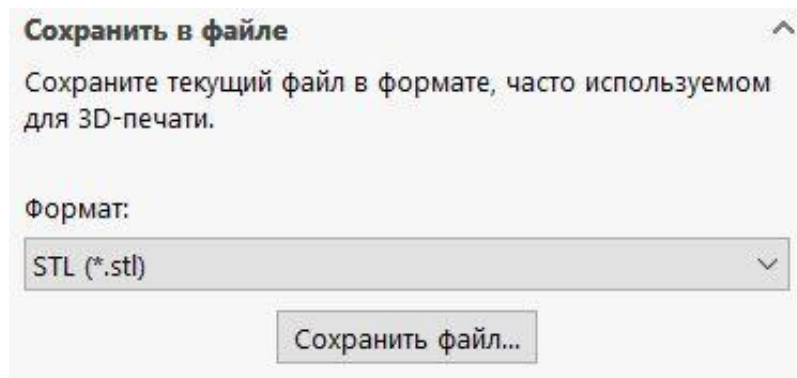 Сохранить в файле
Сохраните текущий файл в формате, часто используемом
для 3D-печати.
Формат:
STL (*.stl)
Сохранить файл...